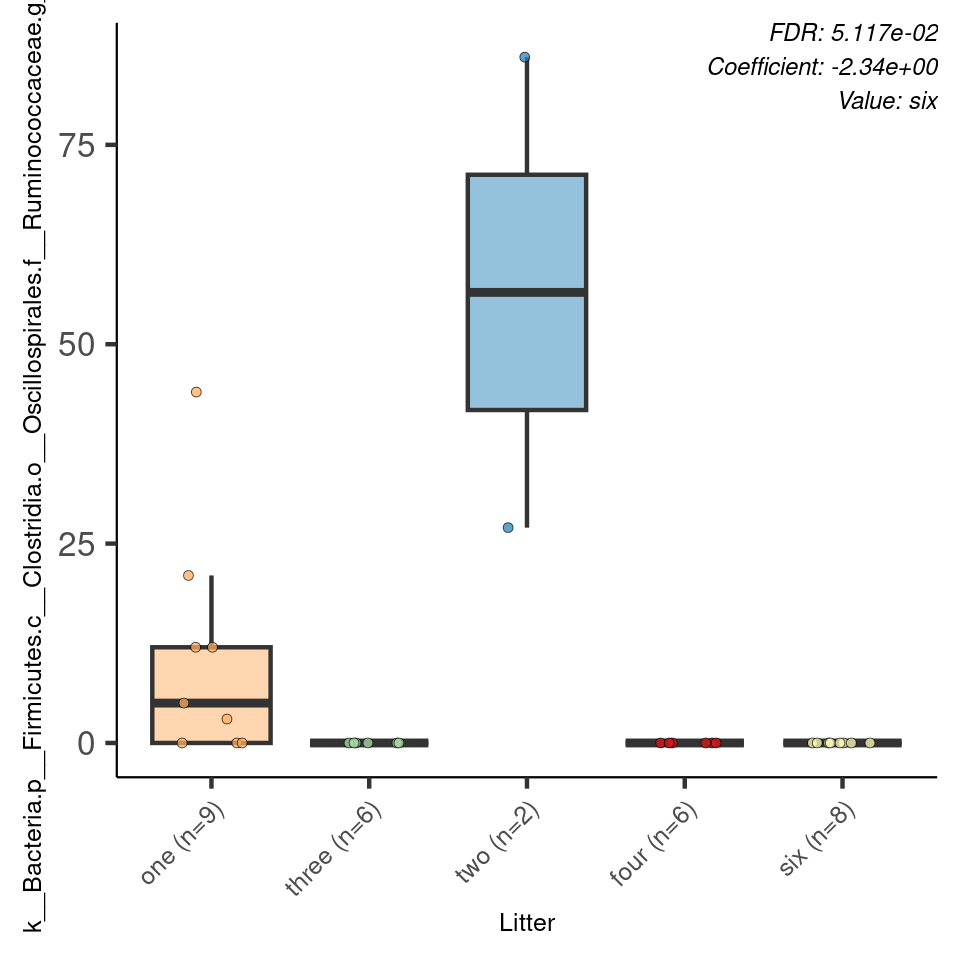 FDR: 5.117e-02
Coefficient: -2.34e+00
Value: six
k__Bacteria.p__Firmicutes.c__Clostridia.o__Oscillospirales.f__Ruminococcaceae.g
75
50
25
0
one (n=9)
three (n=6)
two (n=2)
four (n=6)
six (n=8)
Litter